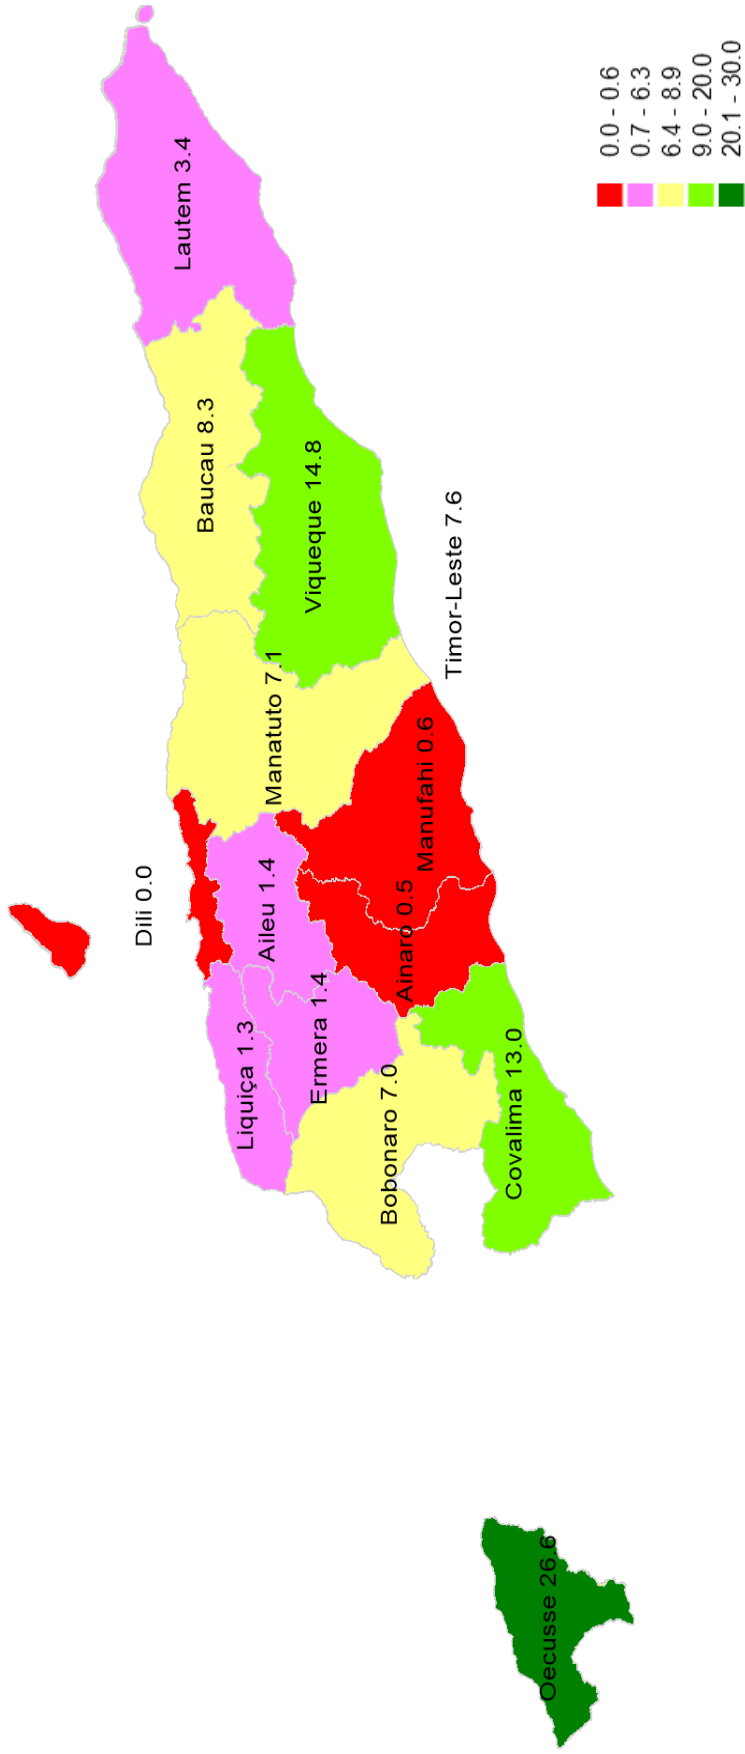 Lautem 3.4
Baucau 8.3
Viqueque 14.8
Manatuto 7.1
Timor-Leste 7.6
Manufahi 0.6
Dili 0.0
Aileu 1.4
Ainaro 0.5
Liquiça 1.3
Ermera 1.4
Bobonaro 7.0
Covalima 13.0
Oecusse 26.6
0.0 - 0.6
0.7 - 6.3
6.4 - 8.9
9.0 - 20.0
20.1 - 30.0